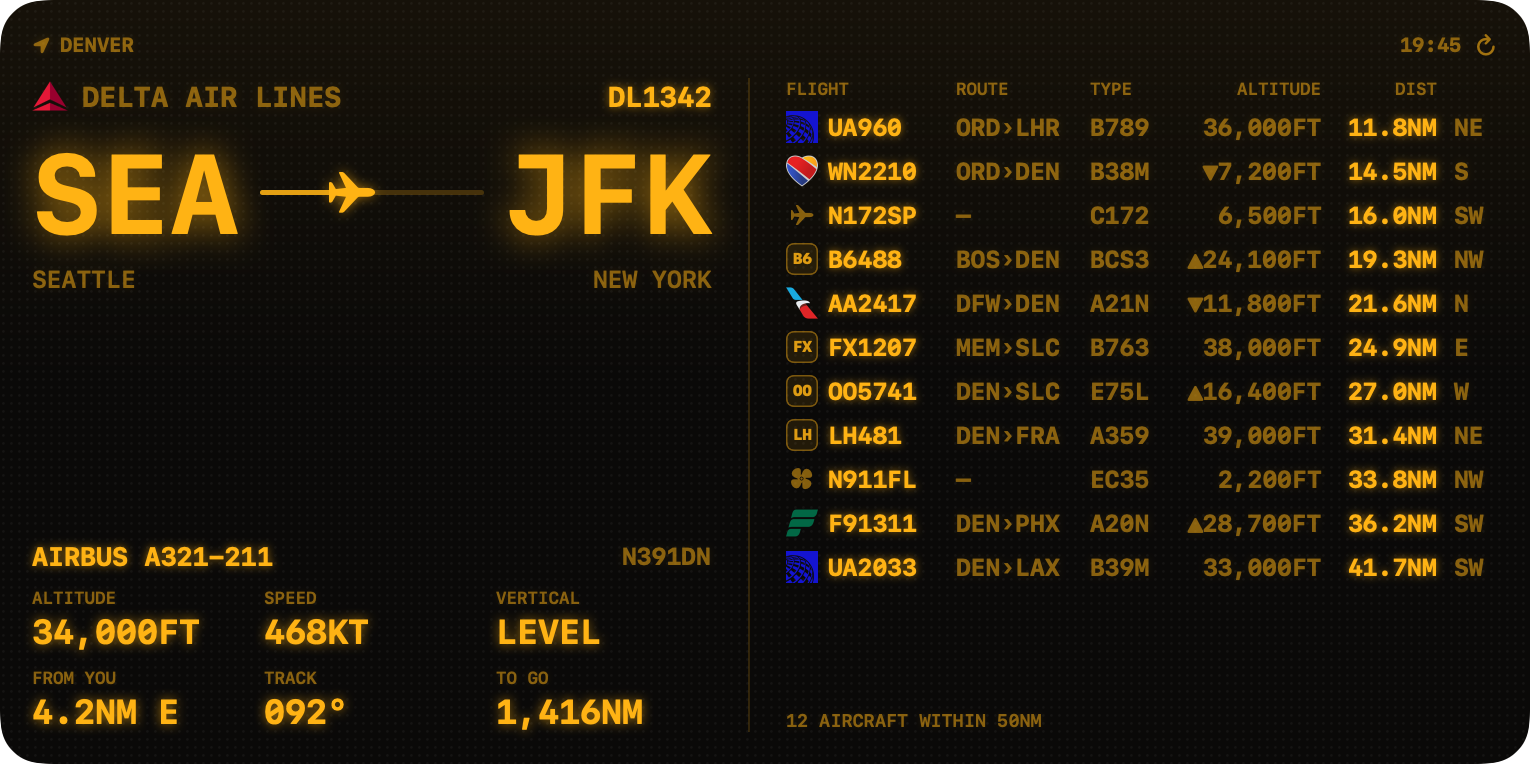 DENVER
19:45
DELTA AIR LINES DL1342
SEA JFK
SEATTLE NEW YORK
AIRBUS A321-211 N391DN
ALTITUDE SPEED VERTICAL
34,000FT 468KT LEVEL
FROM YOU TRACK TO GO
4.2NM E 092° 1,416NM
FLIGHT ROUTE TYPE ALTITUDE DIST
UA960 ORD›LHR B789 36,000FT 11.8NM NE
WN2210 ORD›DEN B38M ▼7,200FT 14.5NM S
N172SP — C172 6,500FT 16.0NM SW
B6 B6488 BOS›DEN BCS3 ▲24,100FT 19.3NM NW
AA2417 DFW›DEN A21N ▼11,800FT 21.6NM N
FX FX1207 MEM›SLC B763 38,000FT 24.9NM E
OO OO5741 DEN›SLC E75L ▲16,400FT 27.0NM W
LH LH481 DEN›FRA A359 39,000FT 31.4NM NE
N911FL — EC35 2,200FT 33.8NM NW
F91311 DEN›PHX A20N ▲28,700FT 36.2NM SW
UA2033 DEN›LAX B39M 33,000FT 41.7NM SW
12 AIRCRAFT WITHIN 50NM